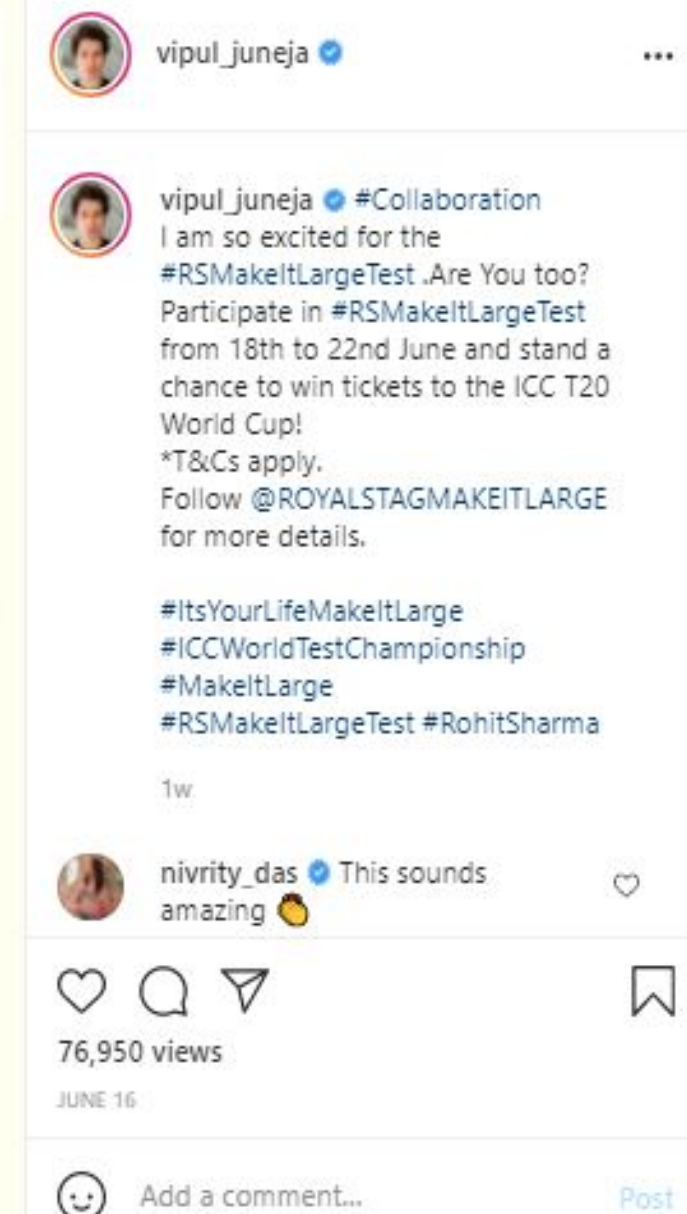 vipul_juneja
vipul_juneja #Collaboration
I am so excited for the
#RSMakeItLargeTest .Are You too?
Participate in #RSMakeItLargeTest
from 18th to 22nd June and stand a
chance to win tickets to the ICC T20
World Cup!
*T&Cs apply.
Follow @ROYALSTAGMAKEITLARGE
for more details.
#ItsYourLifeMakeItLarge
#ICCWorldTestChampionship
#MakeItLarge
#RSMakeItLargeTest #RohitSharma
1w
nivrity_das This sounds
amazing 👏
76,950 views
JUNE 16
Add a comment...
Post